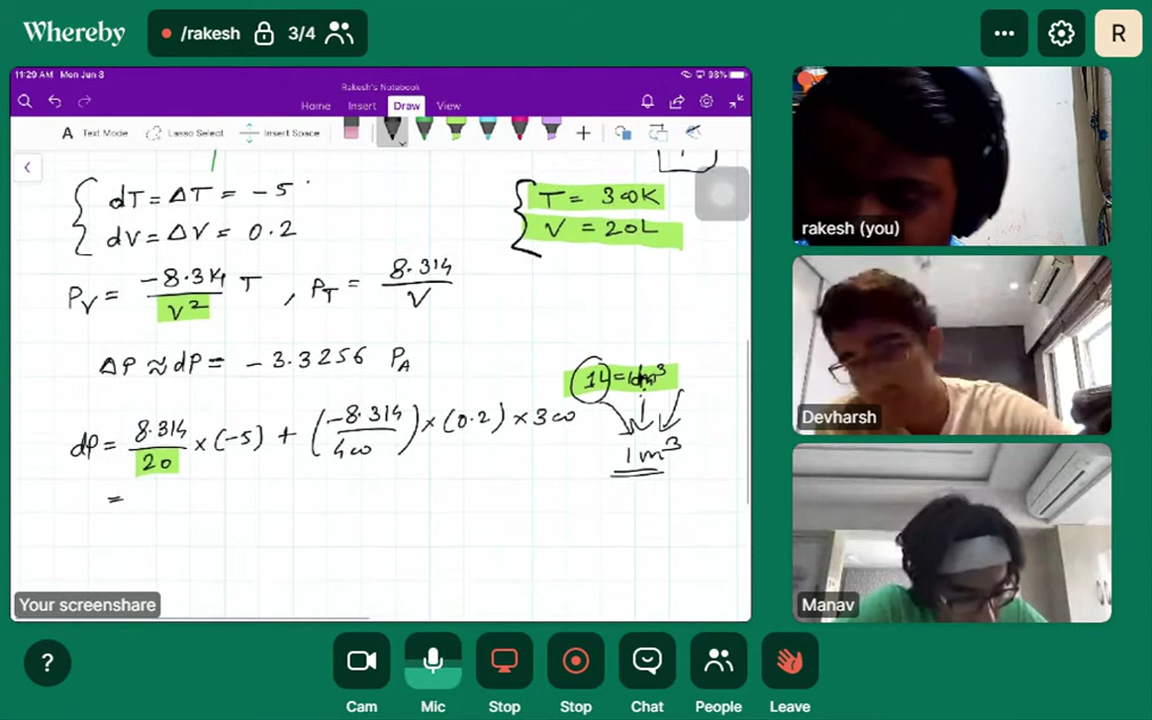 Whereby
/rakesh 3/4
R
11:29 AM Mon Jun 8
98%
Rakesh's Notebook
Home Insert Draw View
A Text Mode Lasso Select Insert Space
dT = ΔT = -5
dV = ΔV = 0.2
T = 300K
V = 20L
P_V = -8.314/V² T , P_T = 8.314/V
ΔP ≈ dP = -3.3256 PA
1L = 1dm³
dP = 8.314/20 × (-5) + (-8.314/400) × (0.2) × 300
1m³
=
Your screenshare
rakesh (you)
Devharsh
Manav
?
Cam Mic Stop Stop Chat People Leave